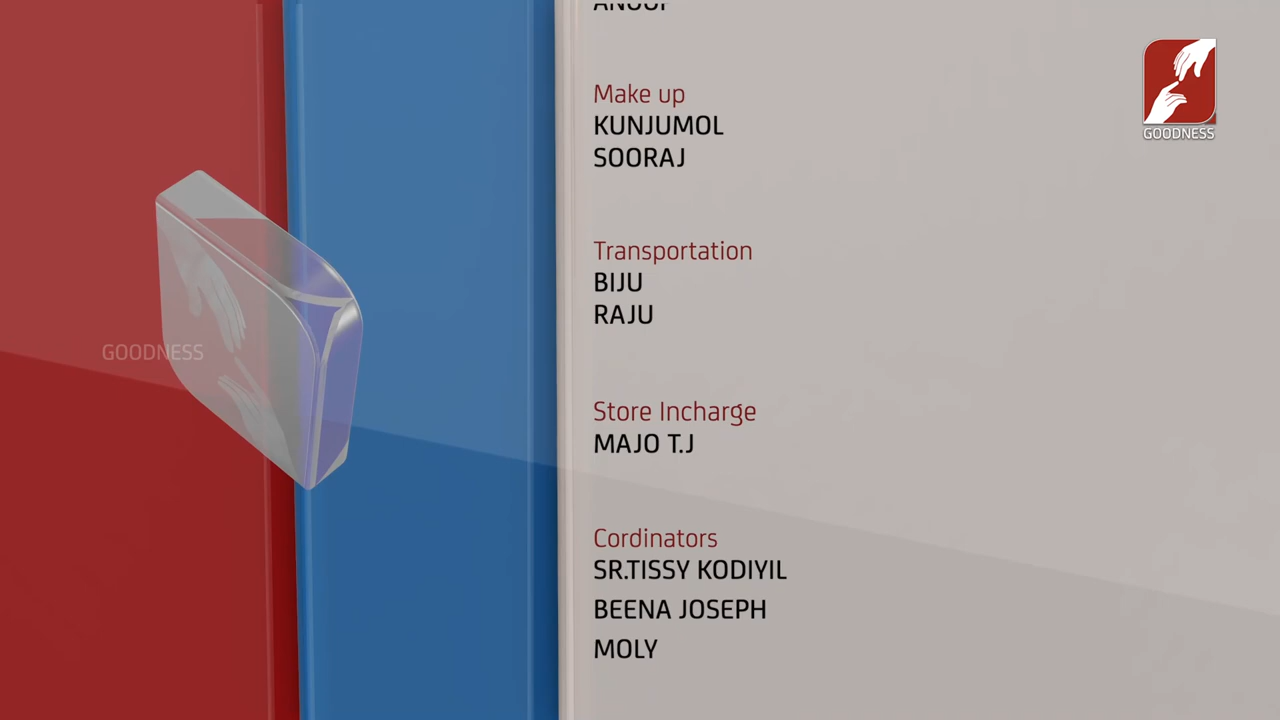 Make up
KUNJUMOL
SOORAJ
GOODNESS
Transportation
BIJU
RAJU
GOODNESS
Store Incharge
MAJO T.J
Cordinators
SR.TISSY KODIYIL
BEENA JOSEPH
MOLY